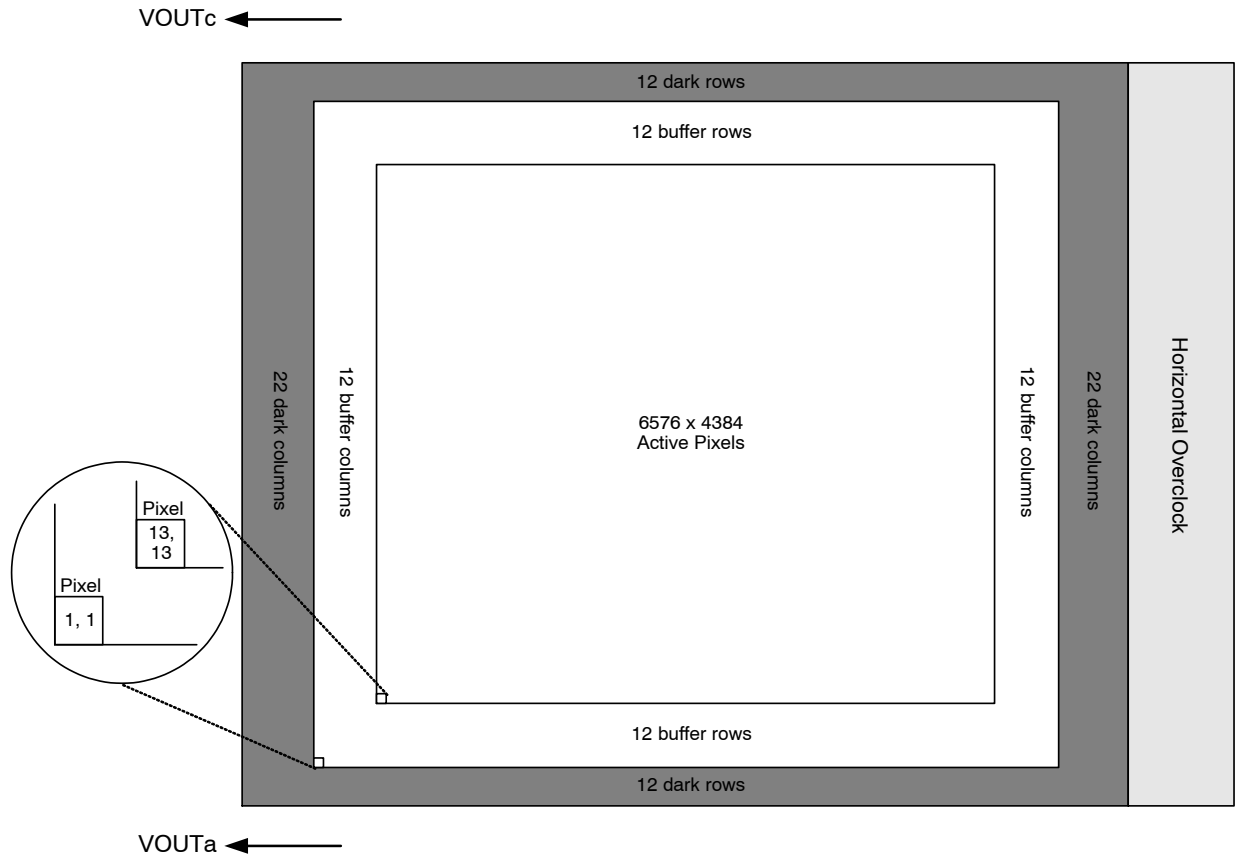 VOUTc
12 dark rows
12 buffer rows
22 dark columns
12 buffer columns
6576 x 4384
Active Pixels
12 buffer columns
22 dark columns
Horizontal Overclock
Pixel
13,
13
Pixel
1, 1
12 buffer rows
12 dark rows
VOUTa